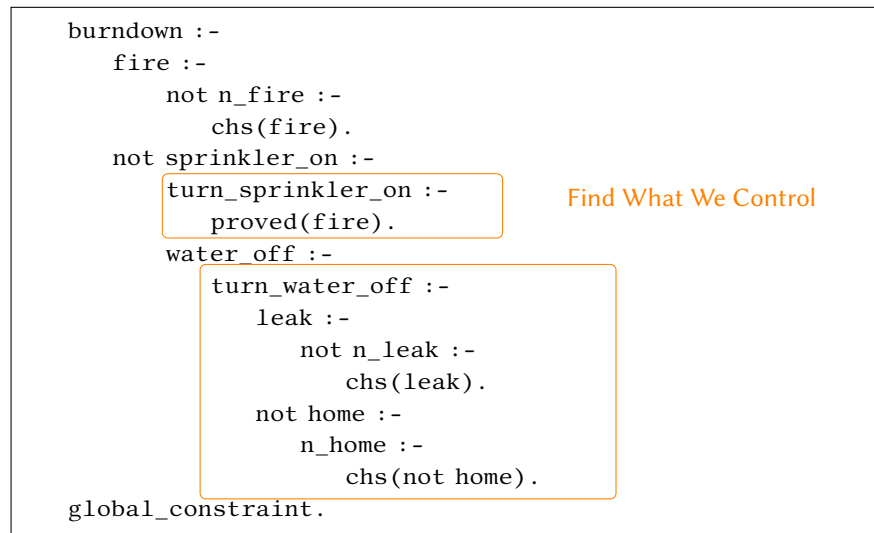 burndown :-
fire :-
not n_fire :-
chs(fire).
not sprinkler_on :-
turn_sprinkler_on :-
proved(fire).
Find What We Control
water_off :-
turn_water_off :-
leak :-
not n_leak :-
chs(leak).
not home :-
n_home :-
chs(not home).
global_constraint.